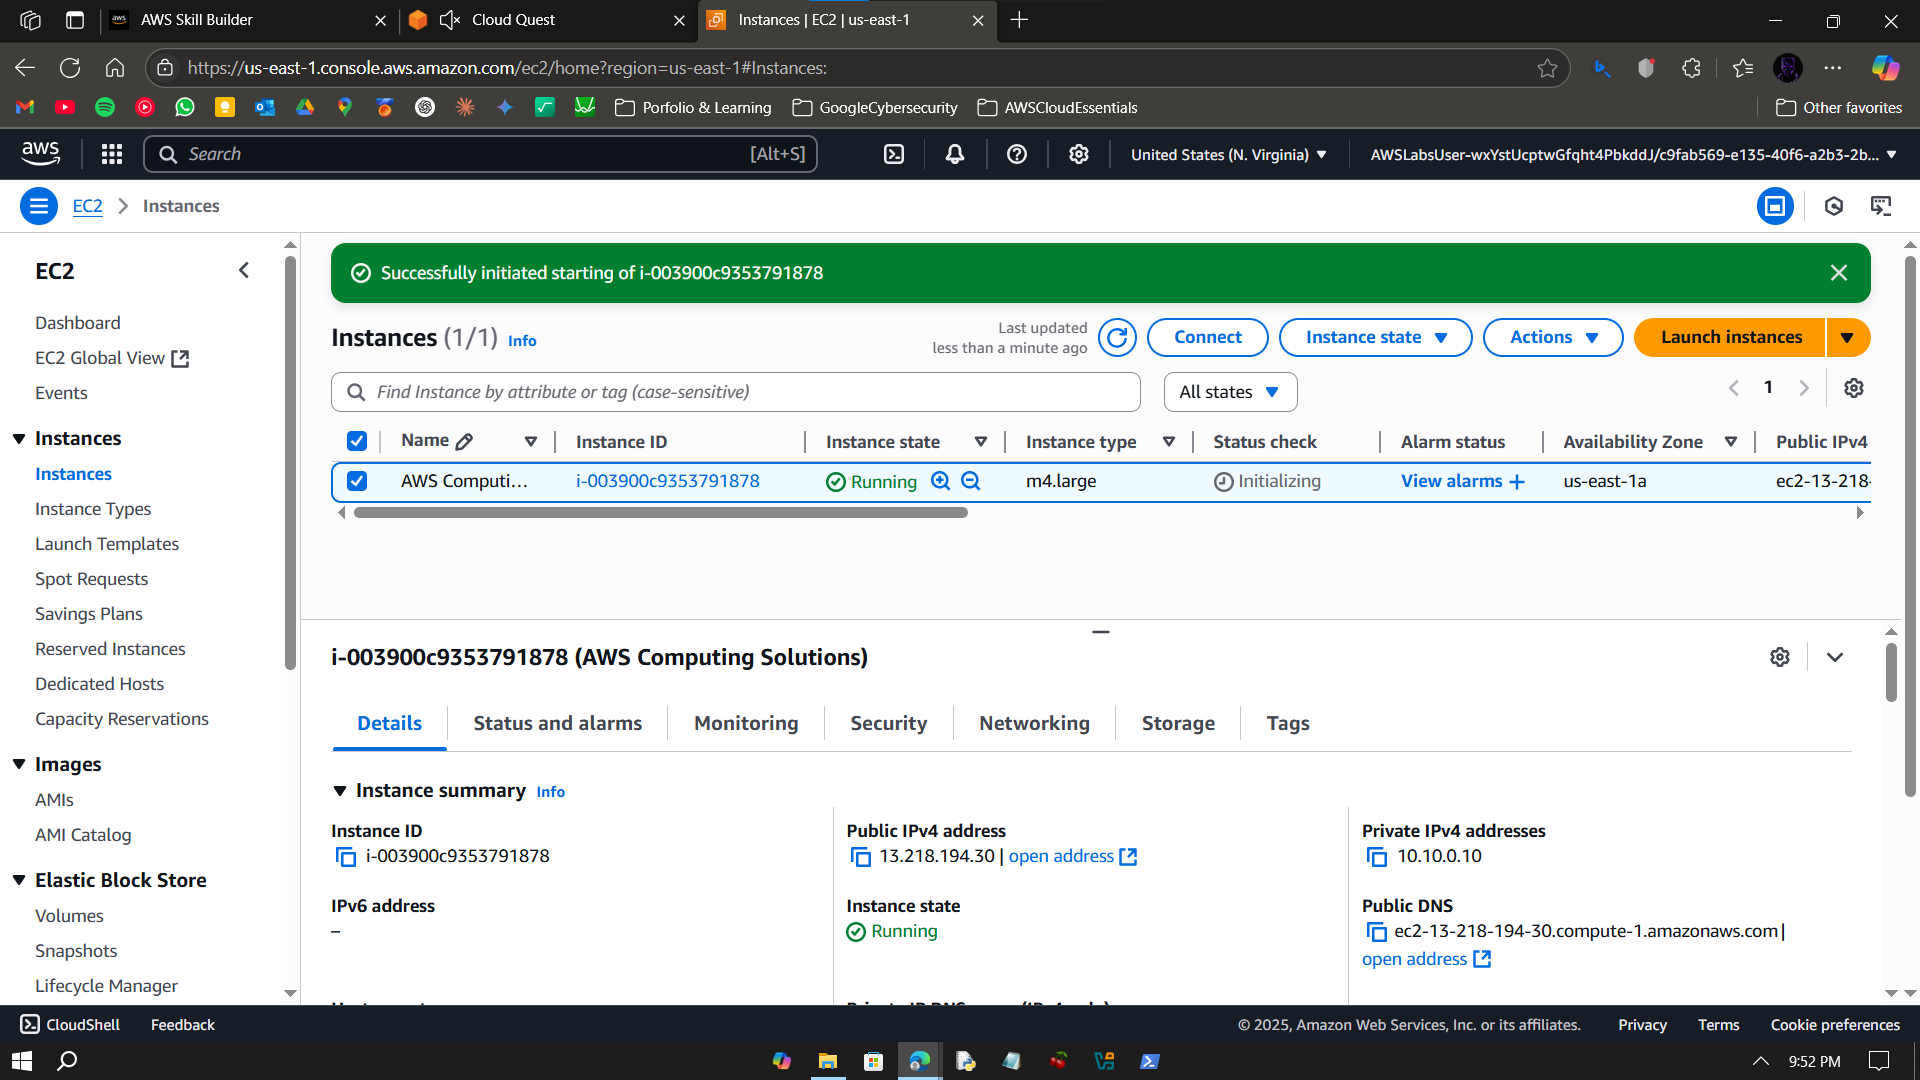 AWS Skill Builder
Cloud Quest
Instances | EC2 | us-east-1
https://us-east-1.console.aws.amazon.com/ec2/home?region=us-east-1#Instances:
Porfolio & Learning
GoogleCybersecurity
AWSCloudEssentials
Other favorites
aws
Search
[Alt+S]
United States (N. Virginia)
AWSLabsUser-wxYstUcptwGfqht4PbkddJ/c9fab569-e135-40f6-a2b3-2b...
EC2
Instances
EC2
Dashboard
EC2 Global View
Events
Instances
Instances
Instance Types
Launch Templates
Spot Requests
Savings Plans
Reserved Instances
Dedicated Hosts
Capacity Reservations
Images
AMIs
AMI Catalog
Elastic Block Store
Volumes
Snapshots
Lifecycle Manager
Successfully initiated starting of i-003900c9353791878
Instances (1/1) Info
Last updated
less than a minute ago
Connect
Instance state
Actions
Launch instances
Find Instance by attribute or tag (case-sensitive)
All states
1
Name
Instance ID
Instance state
Instance type
Status check
Alarm status
Availability Zone
Public IPv4
AWS Computi...
i-003900c9353791878
Running
m4.large
Initializing
View alarms +
us-east-1a
ec2-13-218-
i-003900c9353791878 (AWS Computing Solutions)
Details
Status and alarms
Monitoring
Security
Networking
Storage
Tags
Instance summary Info
Instance ID
i-003900c9353791878
Public IPv4 address
13.218.194.30 | open address
Private IPv4 addresses
10.10.0.10
IPv6 address
–
Instance state
Running
Public DNS
ec2-13-218-194-30.compute-1.amazonaws.com |
open address
CloudShell
Feedback
© 2025, Amazon Web Services, Inc. or its affiliates.
Privacy
Terms
Cookie preferences
9:52 PM